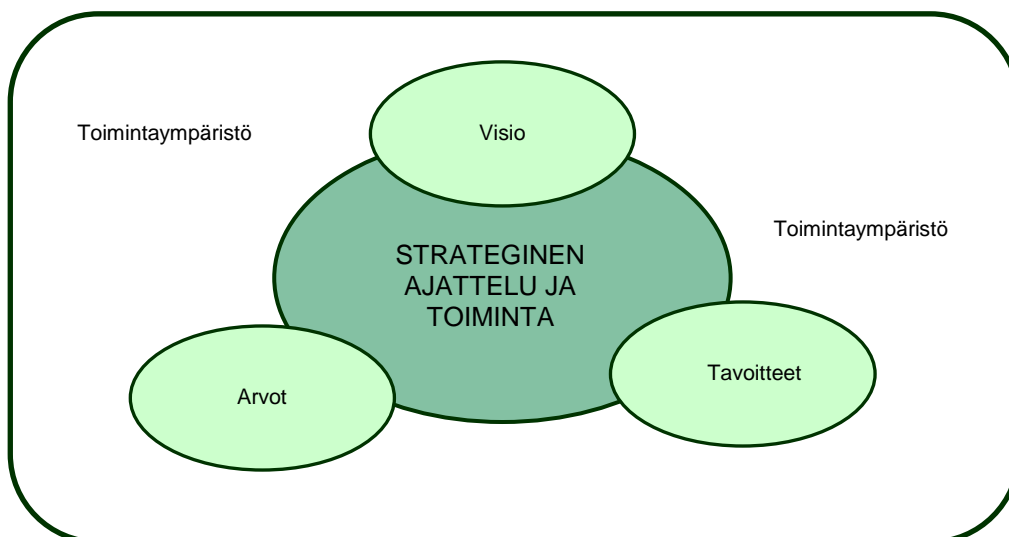 Toimintaympäristö
Visio
Toimintaympäristö
STRATEGINEN
AJATTELU JA
TOIMINTA
Tavoitteet
Arvot